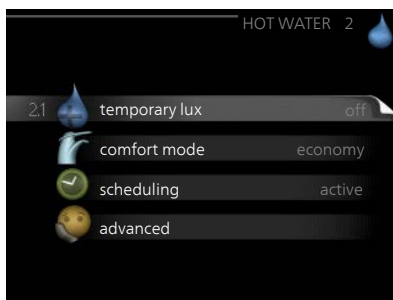 HOT WATER 2
2.1 temporary lux off
comfort mode economy
scheduling active
advanced